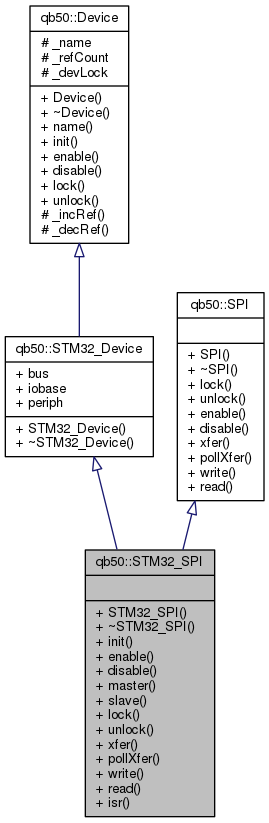 qb50::Device
# _name
# _refCount
# _devLock
+ Device()
+ ~Device()
+ name()
+ init()
+ enable()
+ disable()
+ lock()
+ unlock()
# _incRef()
# _decRef()
qb50::STM32_Device
+ bus
+ iobase
+ periph
+ STM32_Device()
+ ~STM32_Device()
qb50::SPI
+ SPI()
+ ~SPI()
+ lock()
+ unlock()
+ enable()
+ disable()
+ xfer()
+ pollXfer()
+ write()
+ read()
qb50::STM32_SPI
+ STM32_SPI()
+ ~STM32_SPI()
+ init()
+ enable()
+ disable()
+ master()
+ slave()
+ lock()
+ unlock()
+ xfer()
+ pollXfer()
+ write()
+ read()
+ isr()